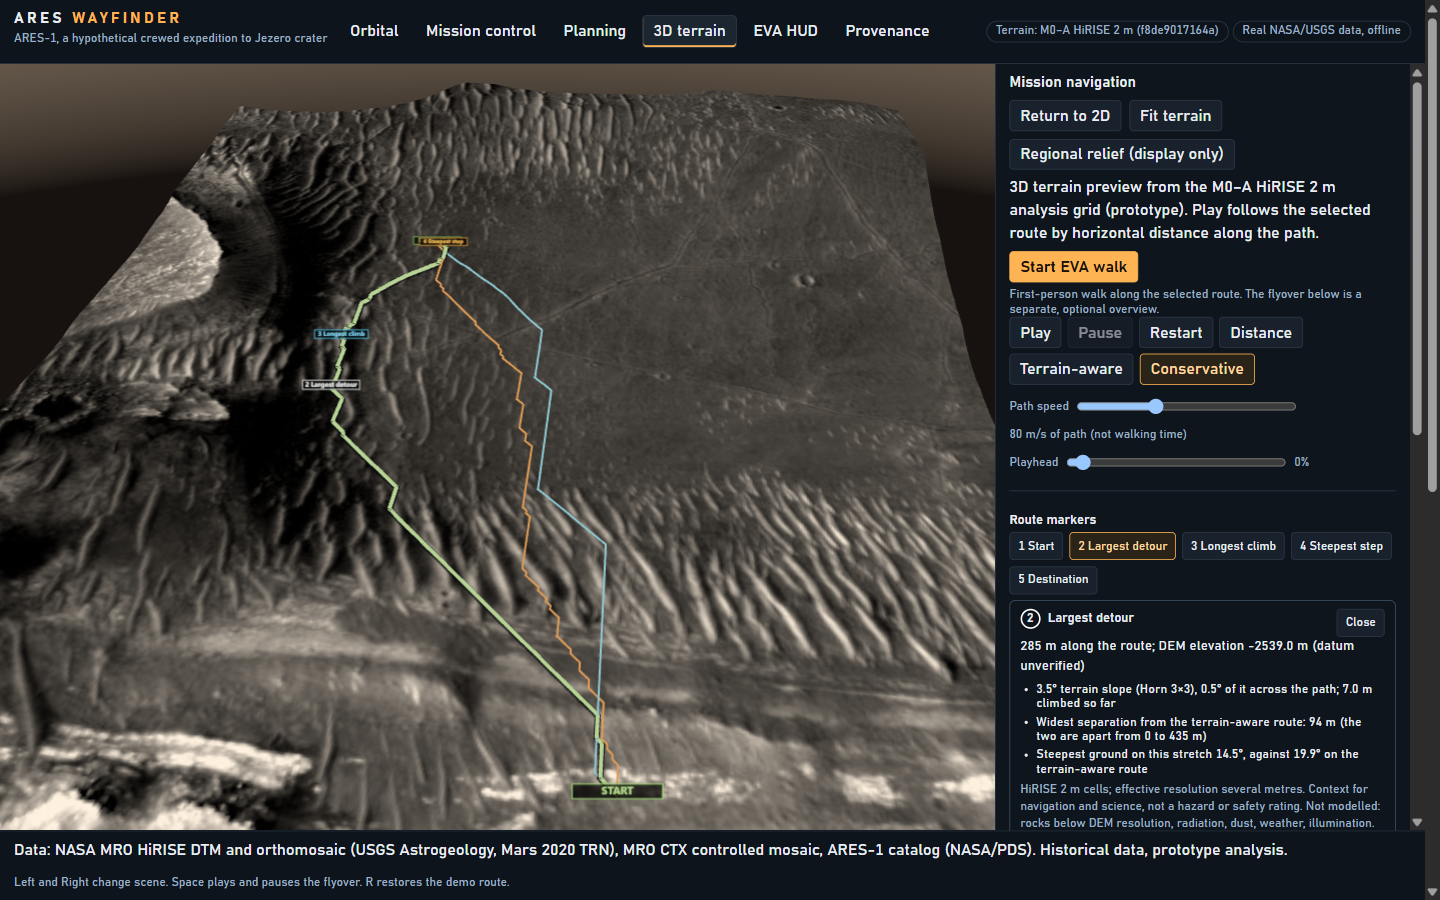 ARES WAYFINDER
ARES-1, a hypothetical crewed expedition to Jezero crater
Orbital
Mission control
Planning
3D terrain
EVA HUD
Provenance
Terrain: M0-A HiRISE 2 m (f8de9017164a)
Real NASA/USGS data, offline
4 Steepest step
3 Longest climb
2 Largest detour
START
Mission navigation
Return to 2D
Fit terrain
Regional relief (display only)
3D terrain preview from the M0-A HiRISE 2 m
analysis grid (prototype). Play follows the selected
route by horizontal distance along the path.
Start EVA walk
First-person walk along the selected route. The flyover below is a
separate, optional overview.
Play
Pause
Restart
Distance
Terrain-aware
Conservative
Path speed
80 m/s of path (not walking time)
Playhead
0%
Route markers
1 Start
2 Largest detour
3 Longest climb
4 Steepest step
5 Destination
2 Largest detour
Close
285 m along the route; DEM elevation -2539.0 m (datum
unverified)
• 3.5° terrain slope (Horn 3×3), 0.5° of it across the path; 7.0 m
climbed so far
• Widest separation from the terrain-aware route: 94 m (the
two are apart from 0 to 435 m)
• Steepest ground on this stretch 14.5°, against 19.9° on the
terrain-aware route
HiRISE 2 m cells; effective resolution several metres. Context for
navigation and science, not a hazard or safety rating. Not modelled:
rocks below DEM resolution, radiation, dust, weather, illumination.
Data: NASA MRO HiRISE DTM and orthomosaic (USGS Astrogeology, Mars 2020 TRN), MRO CTX controlled mosaic, ARES-1 catalog (NASA/PDS). Historical data, prototype analysis.
Left and Right change scene. Space plays and pauses the flyover. R restores the demo route.